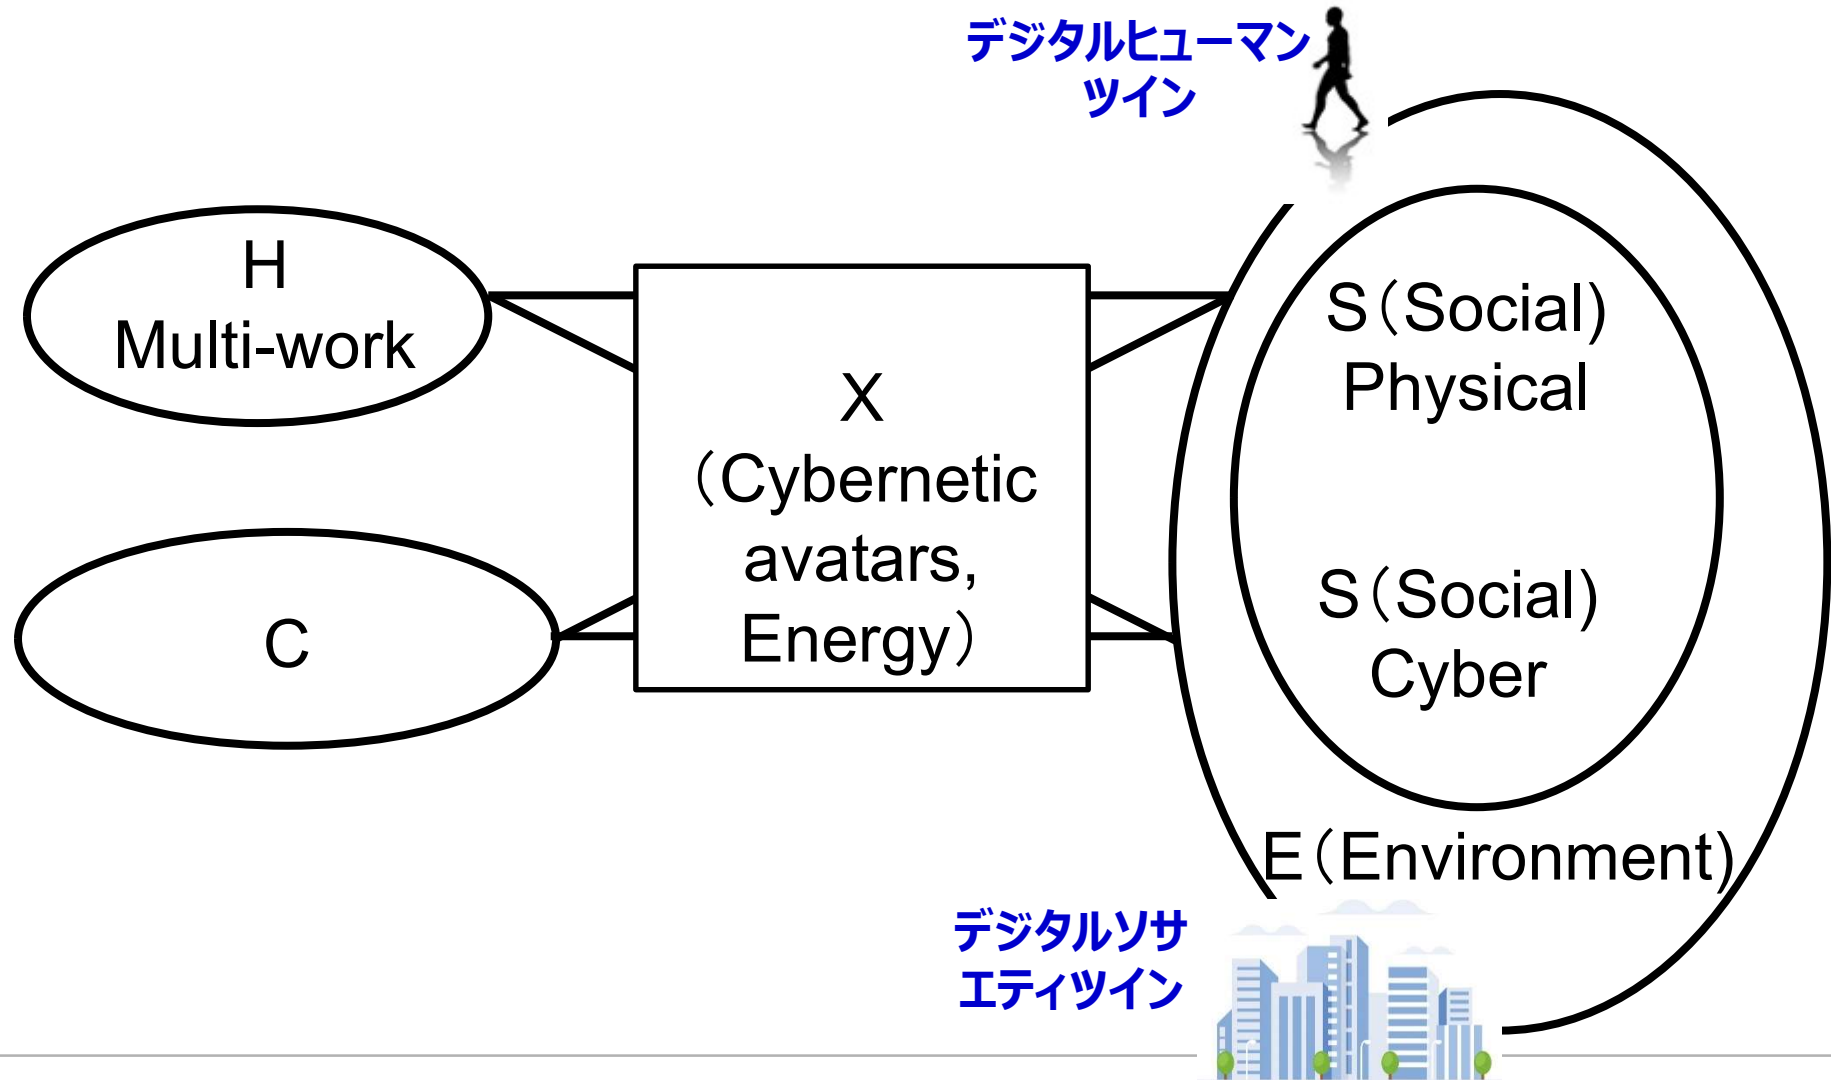 デジタルヒューマン
ツイン
H
Multi-work
C
X
（Cybernetic
avatars,
Energy）
S（Social)
Physical
S（Social)
Cyber
E（Environment)
デジタルソサ
エティツイン